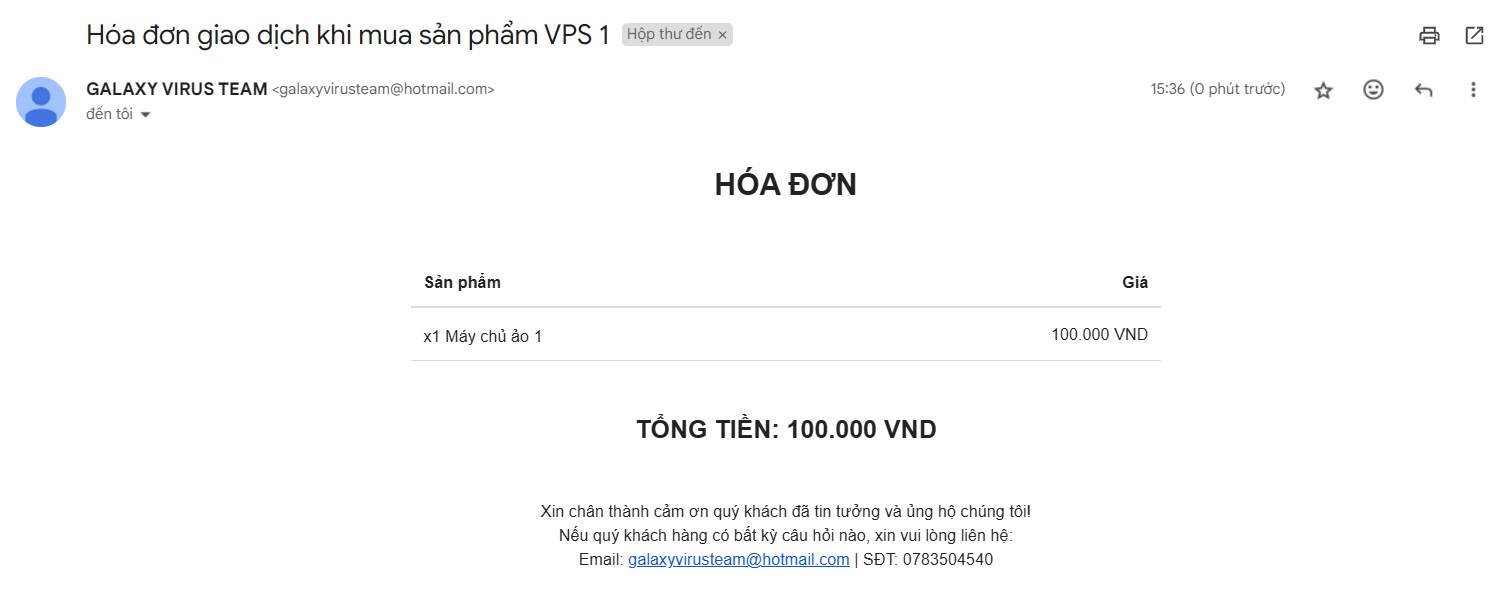 Hóa đơn giao dịch khi mua sản phẩm VPS 1 Hộp thư đến ×
GALAXY VIRUS TEAM <galaxyvirusteam@hotmail.com> 15:36 (0 phút trước)
đến tôi
HÓA ĐƠN
Sản phẩm Giá
x1 Máy chủ ảo 1 100.000 VND
TỔNG TIỀN: 100.000 VND
Xin chân thành cảm ơn quý khách đã tin tưởng và ủng hộ chúng tôi!
Nếu quý khách hàng có bất kỳ câu hỏi nào, xin vui lòng liên hệ:
Email: galaxyvirusteam@hotmail.com | SĐT: 0783504540